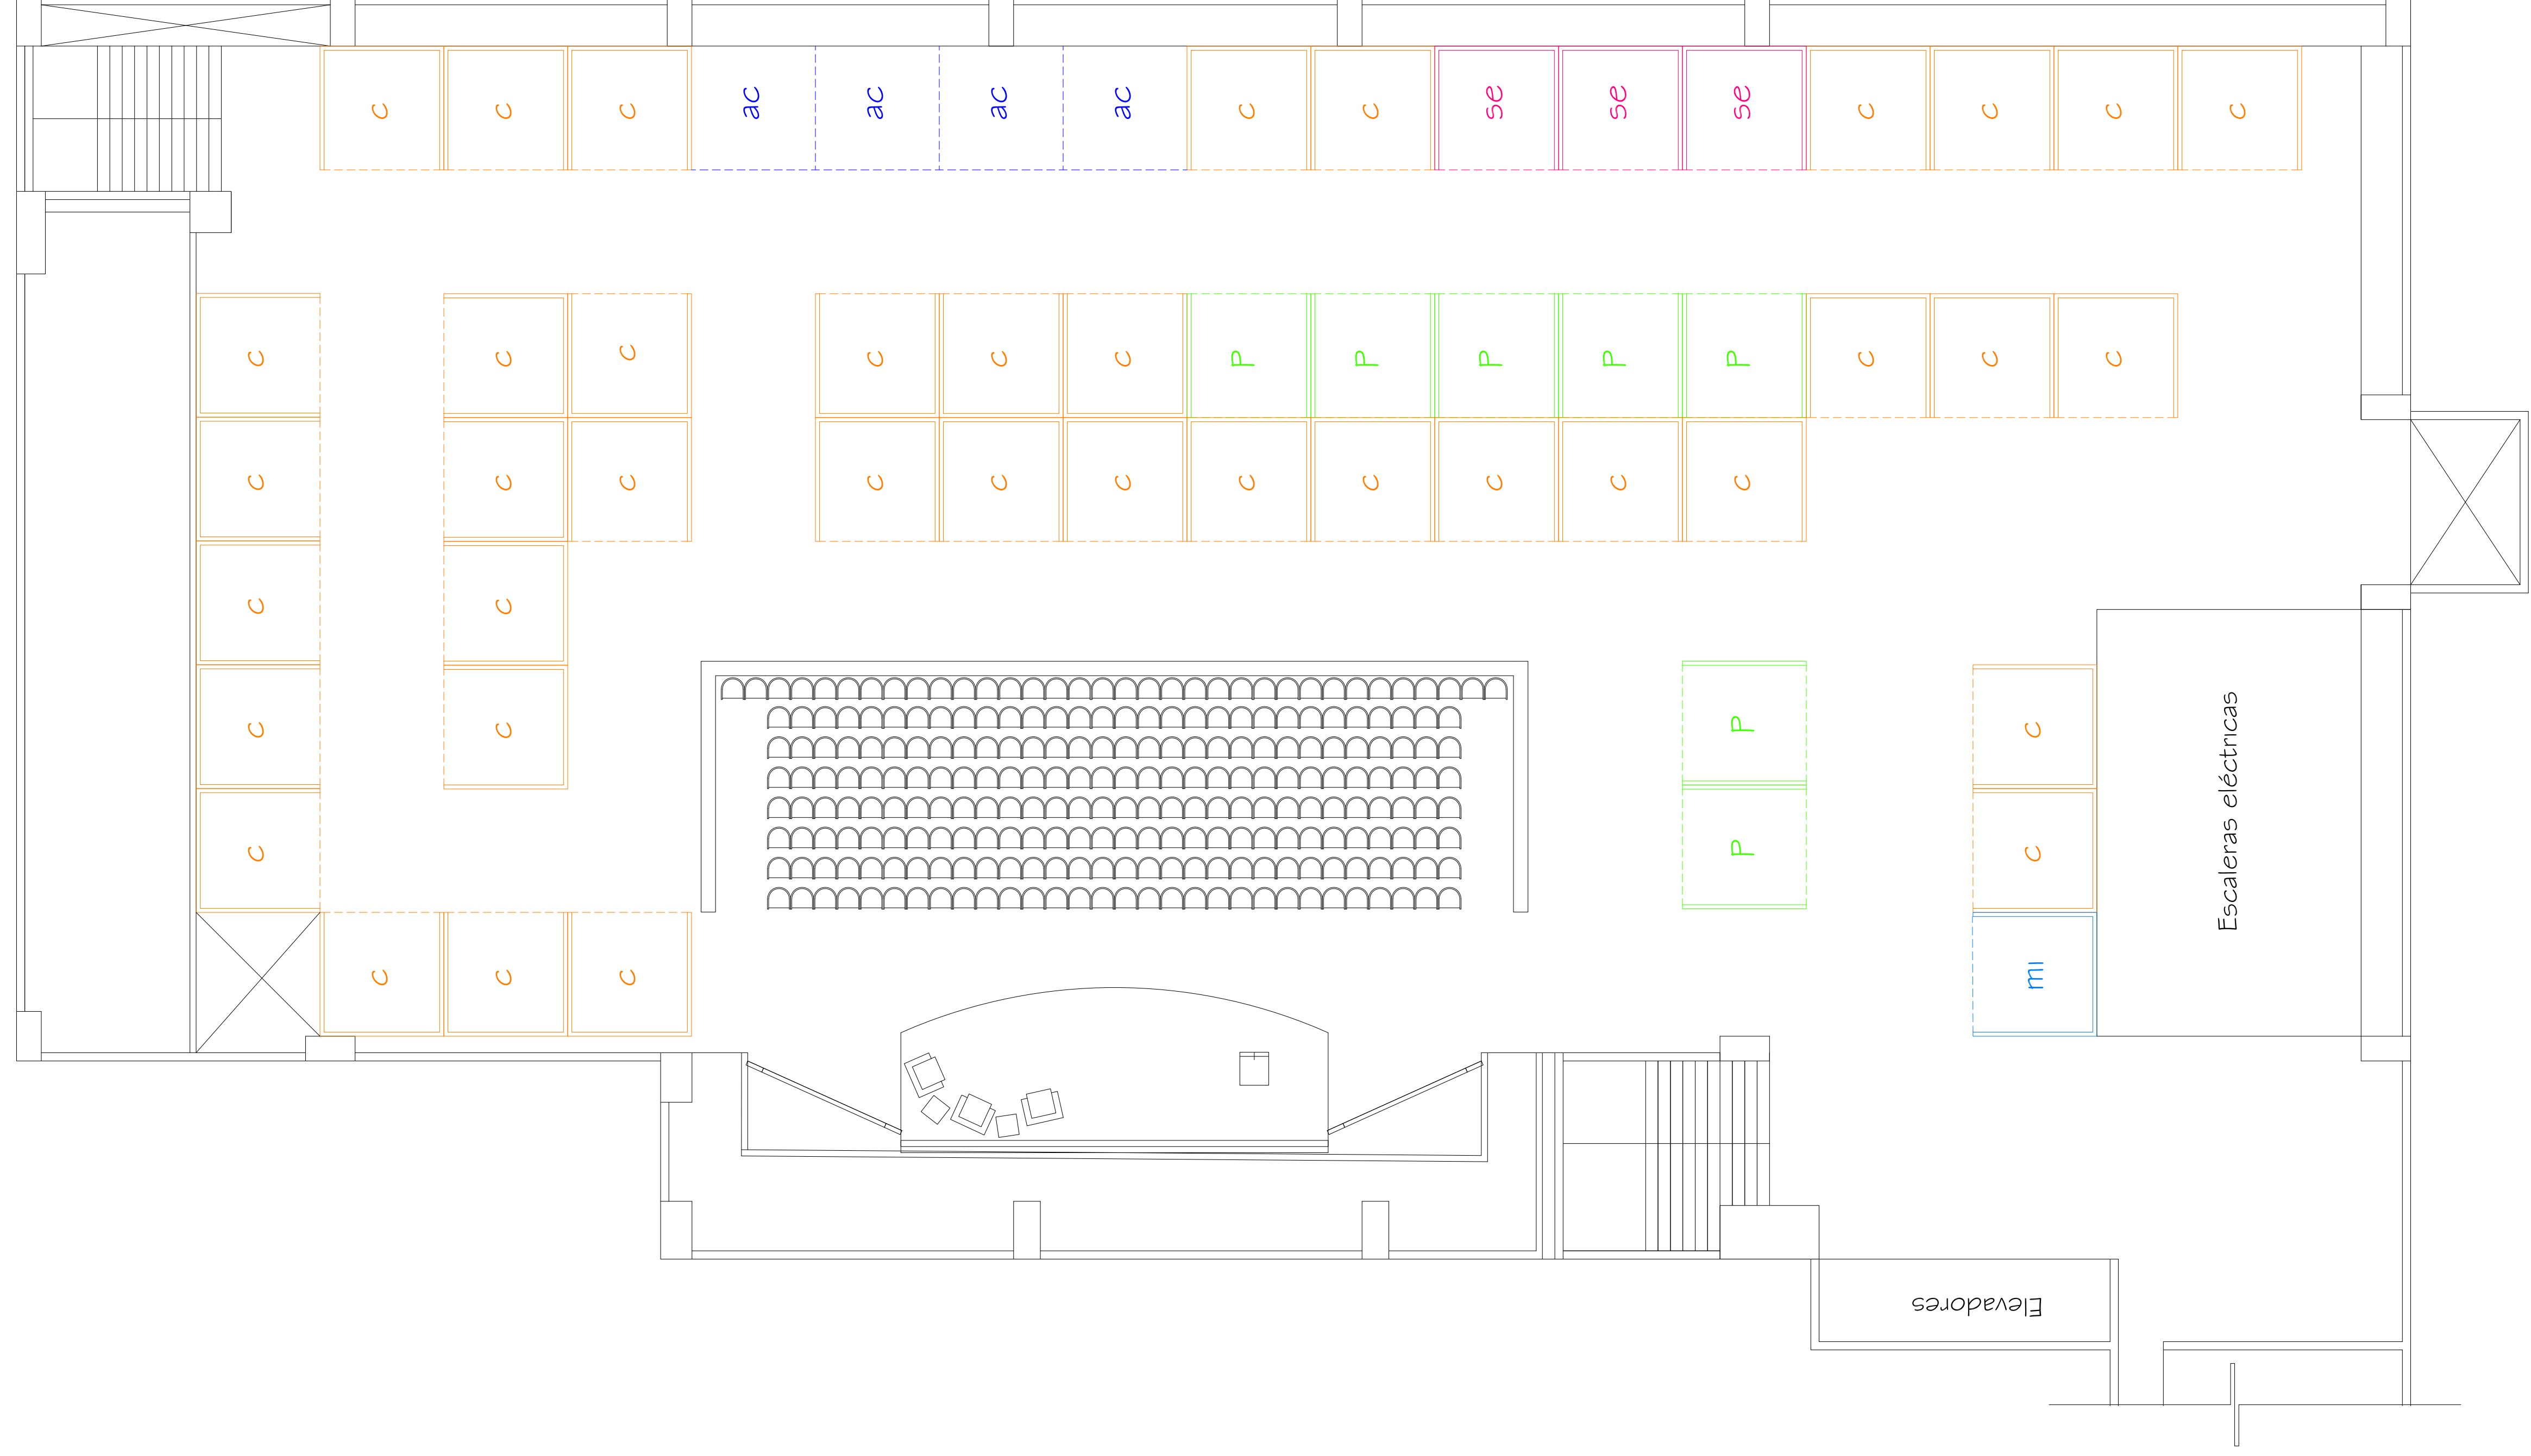 c c c ac ac ac ac c c se se se c c c c
c c c c c c P P P P P c c c
c c c c c c c c c c c
c c
c c P c
c P c
Escaleras eléctricas
c c c mi
Elevadores